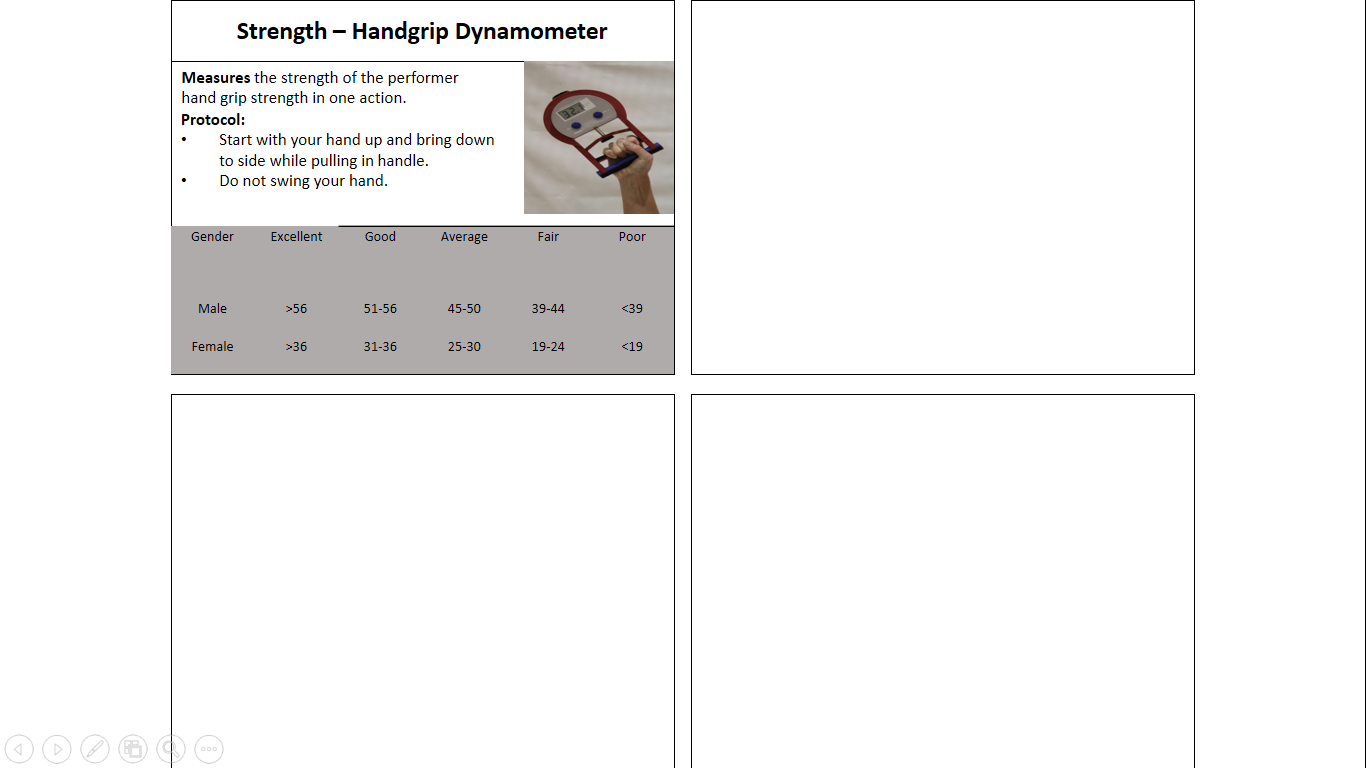 Strength – Handgrip Dynamometer
Measures the strength of the performer
hand grip strength in one action.
Protocol:
• Start with your hand up and bring down
to side while pulling in handle.
• Do not swing your hand.
Gender Excellent Good Average Fair Poor
Male >56 51-56 45-50 39-44 <39
Female >36 31-36 25-30 19-24 <19